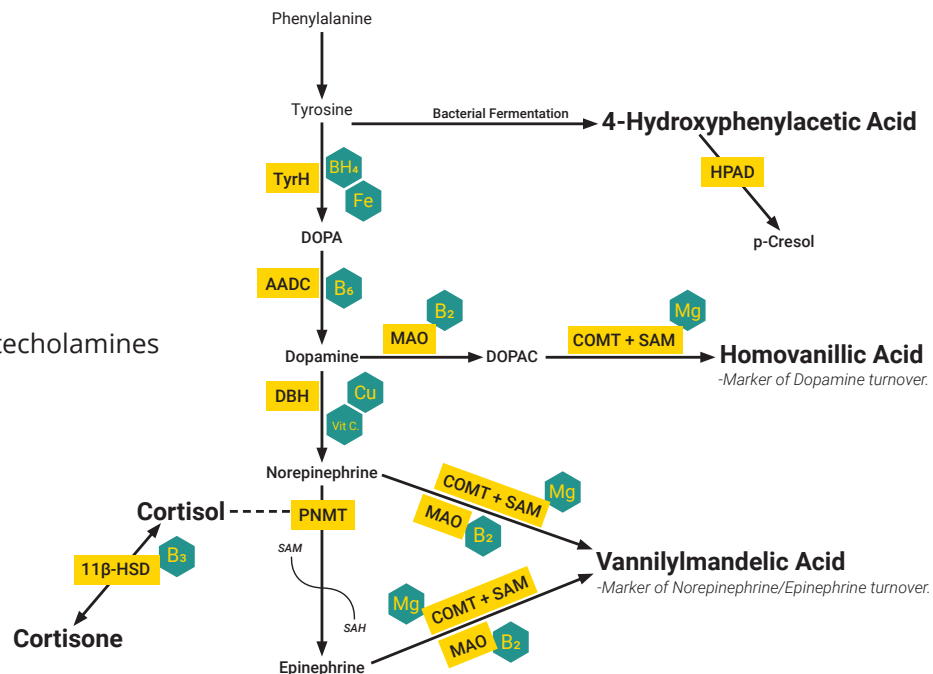 Phenylalanine
Tyrosine
Bacterial Fermentation
4-Hydroxyphenylacetic Acid
TyrH
BH₄
Fe
HPAD
DOPA
p-Cresol
AADC
B₆
techolamines
Dopamine
MAO
B₂
DOPAC
COMT + SAM
Mg
Homovanillic Acid
-Marker of Dopamine turnover.
DBH
Cu
Vit C.
Norepinephrine
COMT + SAM
Mg
MAO
B₂
Cortisol
PNMT
11β-HSD
B₃
SAM
SAH
Vannilylmandelic Acid
-Marker of Norepinephrine/Epinephrine turnover.
Cortisone
Mg
COMT + SAM
MAO
B₂
Epinephrine